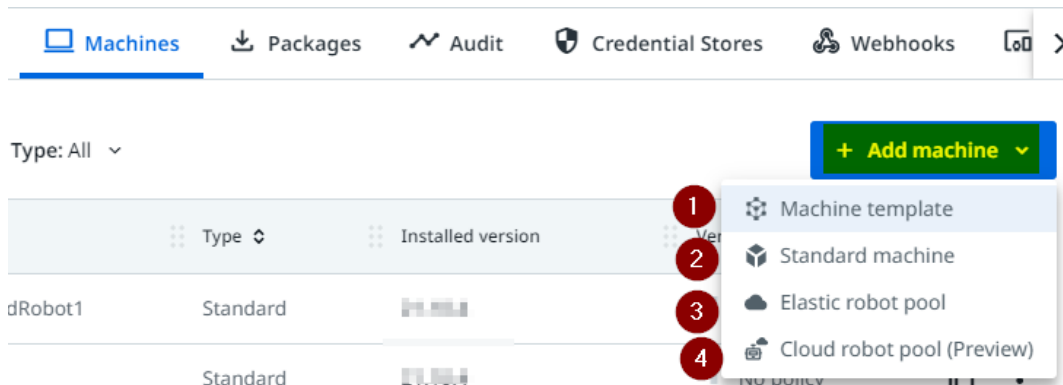 Machines Packages Audit Credential Stores Webhooks
Type: All
+ Add machine
1 Machine template
Type Installed version Ver
2 Standard machine
dRobot1 Standard
3 Elastic robot pool
4 Cloud robot pool (Preview)
Standard No policy